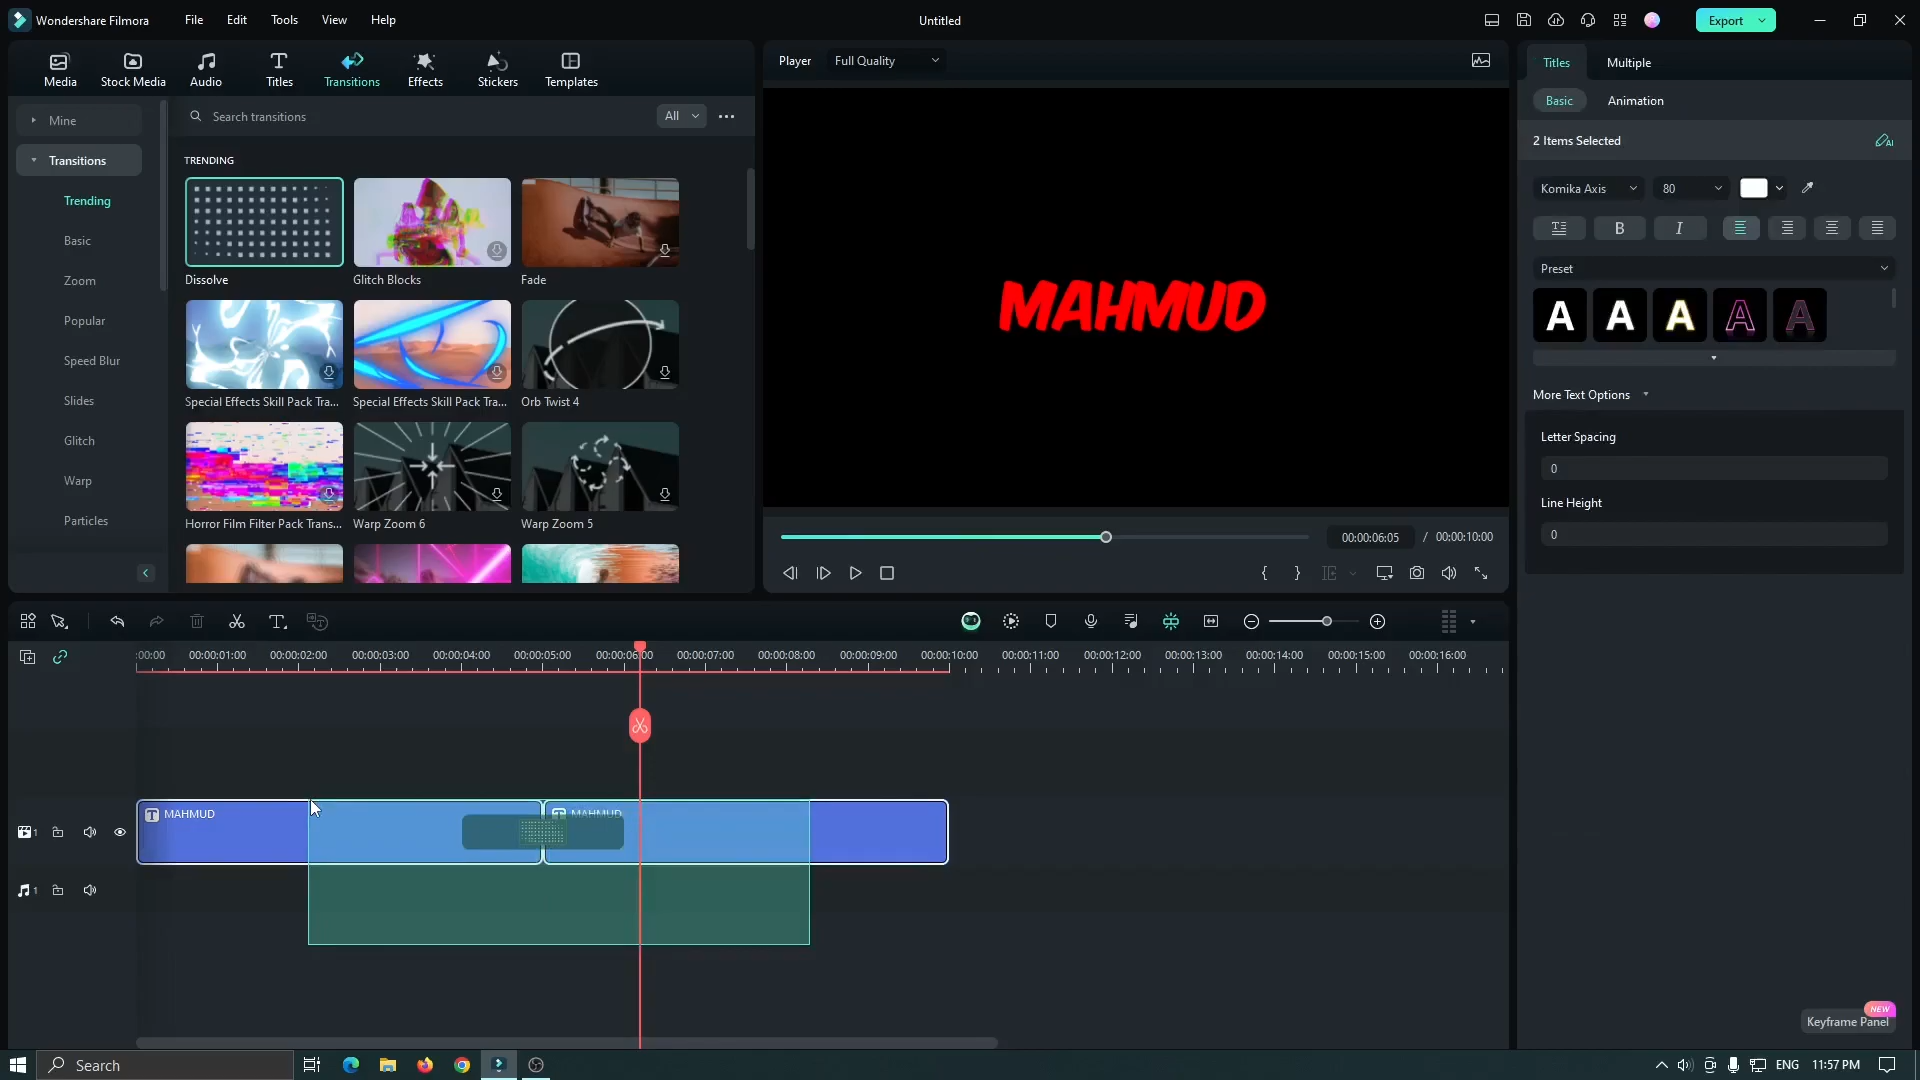 Wondershare Filmora
File
Edit
Tools
View
Help
Untitled
Export
Media
Stock Media
Audio
Titles
Transitions
Effects
Stickers
Templates
Player
Full Quality
Titles
Multiple
Basic
Animation
Mine
Search transitions
All
2 Items Selected
AI
Transitions
TRENDING
Trending
Basic
Zoom
Popular
Speed Blur
Slides
Glitch
Warp
Particles
Dissolve
Glitch Blocks
Fade
Special Effects Skill Pack Tra...
Special Effects Skill Pack Tra...
Orb Twist 4
Horror Film Filter Pack Trans...
Warp Zoom 6
Warp Zoom 5
MAHMUD
Komika Axis
80
B
I
Preset
A
A
A
A
A
More Text Options
Letter Spacing
0
Line Height
0
00:00:06:05 / 00:00:10:00
:00:00 00:00:01:00 00:00:02:00 00:00:03:00 00:00:04:00 00:00:05:00 00:00:06:00 00:00:07:00 00:00:08:00 00:00:09:00 00:00:10:00 00:00:11:00 00:00:12:00 00:00:13:00 00:00:14:00 00:00:15:00 00:00:16:00
T MAHMUD
T MAHMUD
1
1
NEW
Keyframe Panel
Search
ENG
11:57 PM